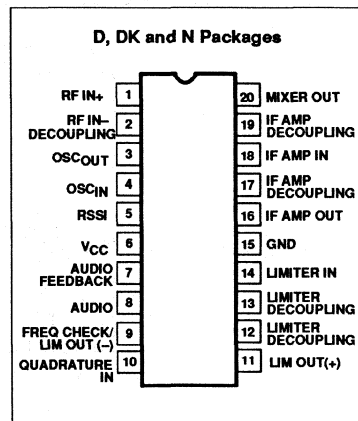 D, DK and N Packages
RF IN+ 1
RF IN–
DECOUPLING 2
OSCOUT 3
OSCIN 4
RSSI 5
VCC 6
AUDIO
FEEDBACK 7
AUDIO 8
FREQ CHECK/
LIM OUT (–) 9
QUADRATURE
IN 10
20 MIXER OUT
19 IF AMP
DECOUPLING
18 IF AMP IN
17 IF AMP
DECOUPLING
16 IF AMP OUT
15 GND
14 LIMITER IN
13 LIMITER
DECOUPLING
12 LIMITER
DECOUPLING
11 LIM OUT(+)